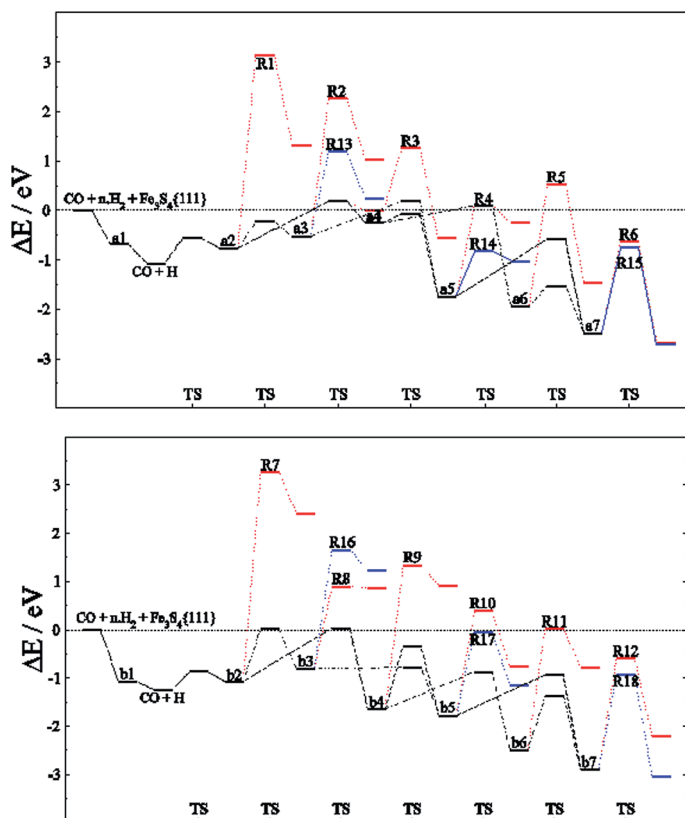 3
R1
R2
2
R13
R3
1
R5
CO + n.H₂ + Fe₃S₄{111}
0
R4
a4
a1
a2
a3
R6
R14
-1
CO + H
R15
a5
a6
-2
a7
-3
ΔE / eV
TS TS TS TS TS TS TS
R7
3
2
R16
R9
R8
1
R10
CO + n.H₂ + Fe₃S₄{111}
R11
0
R17
R12
b1
b2
b3
-1
CO + H
R18
b4
b5
-2
b6
b7
-3
ΔE / eV
TS TS TS TS TS TS TS